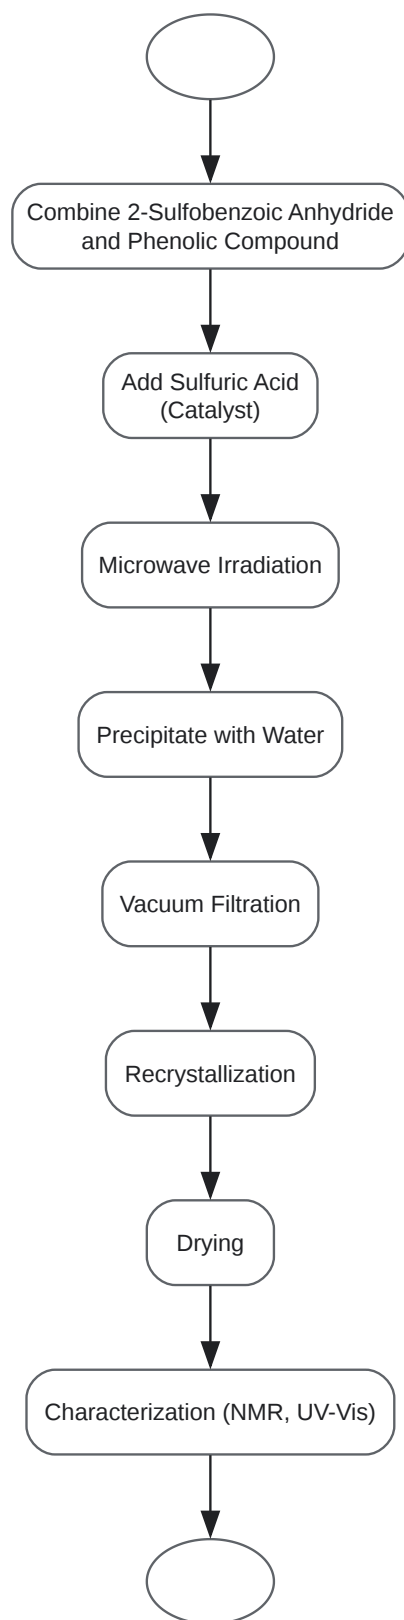 Combine 2-Sulfobenzoic Anhydride
and Phenolic Compound
Add Sulfuric Acid
(Catalyst)
Microwave Irradiation
Precipitate with Water
Vacuum Filtration
Recrystallization
Drying
Characterization (NMR, UV-Vis)